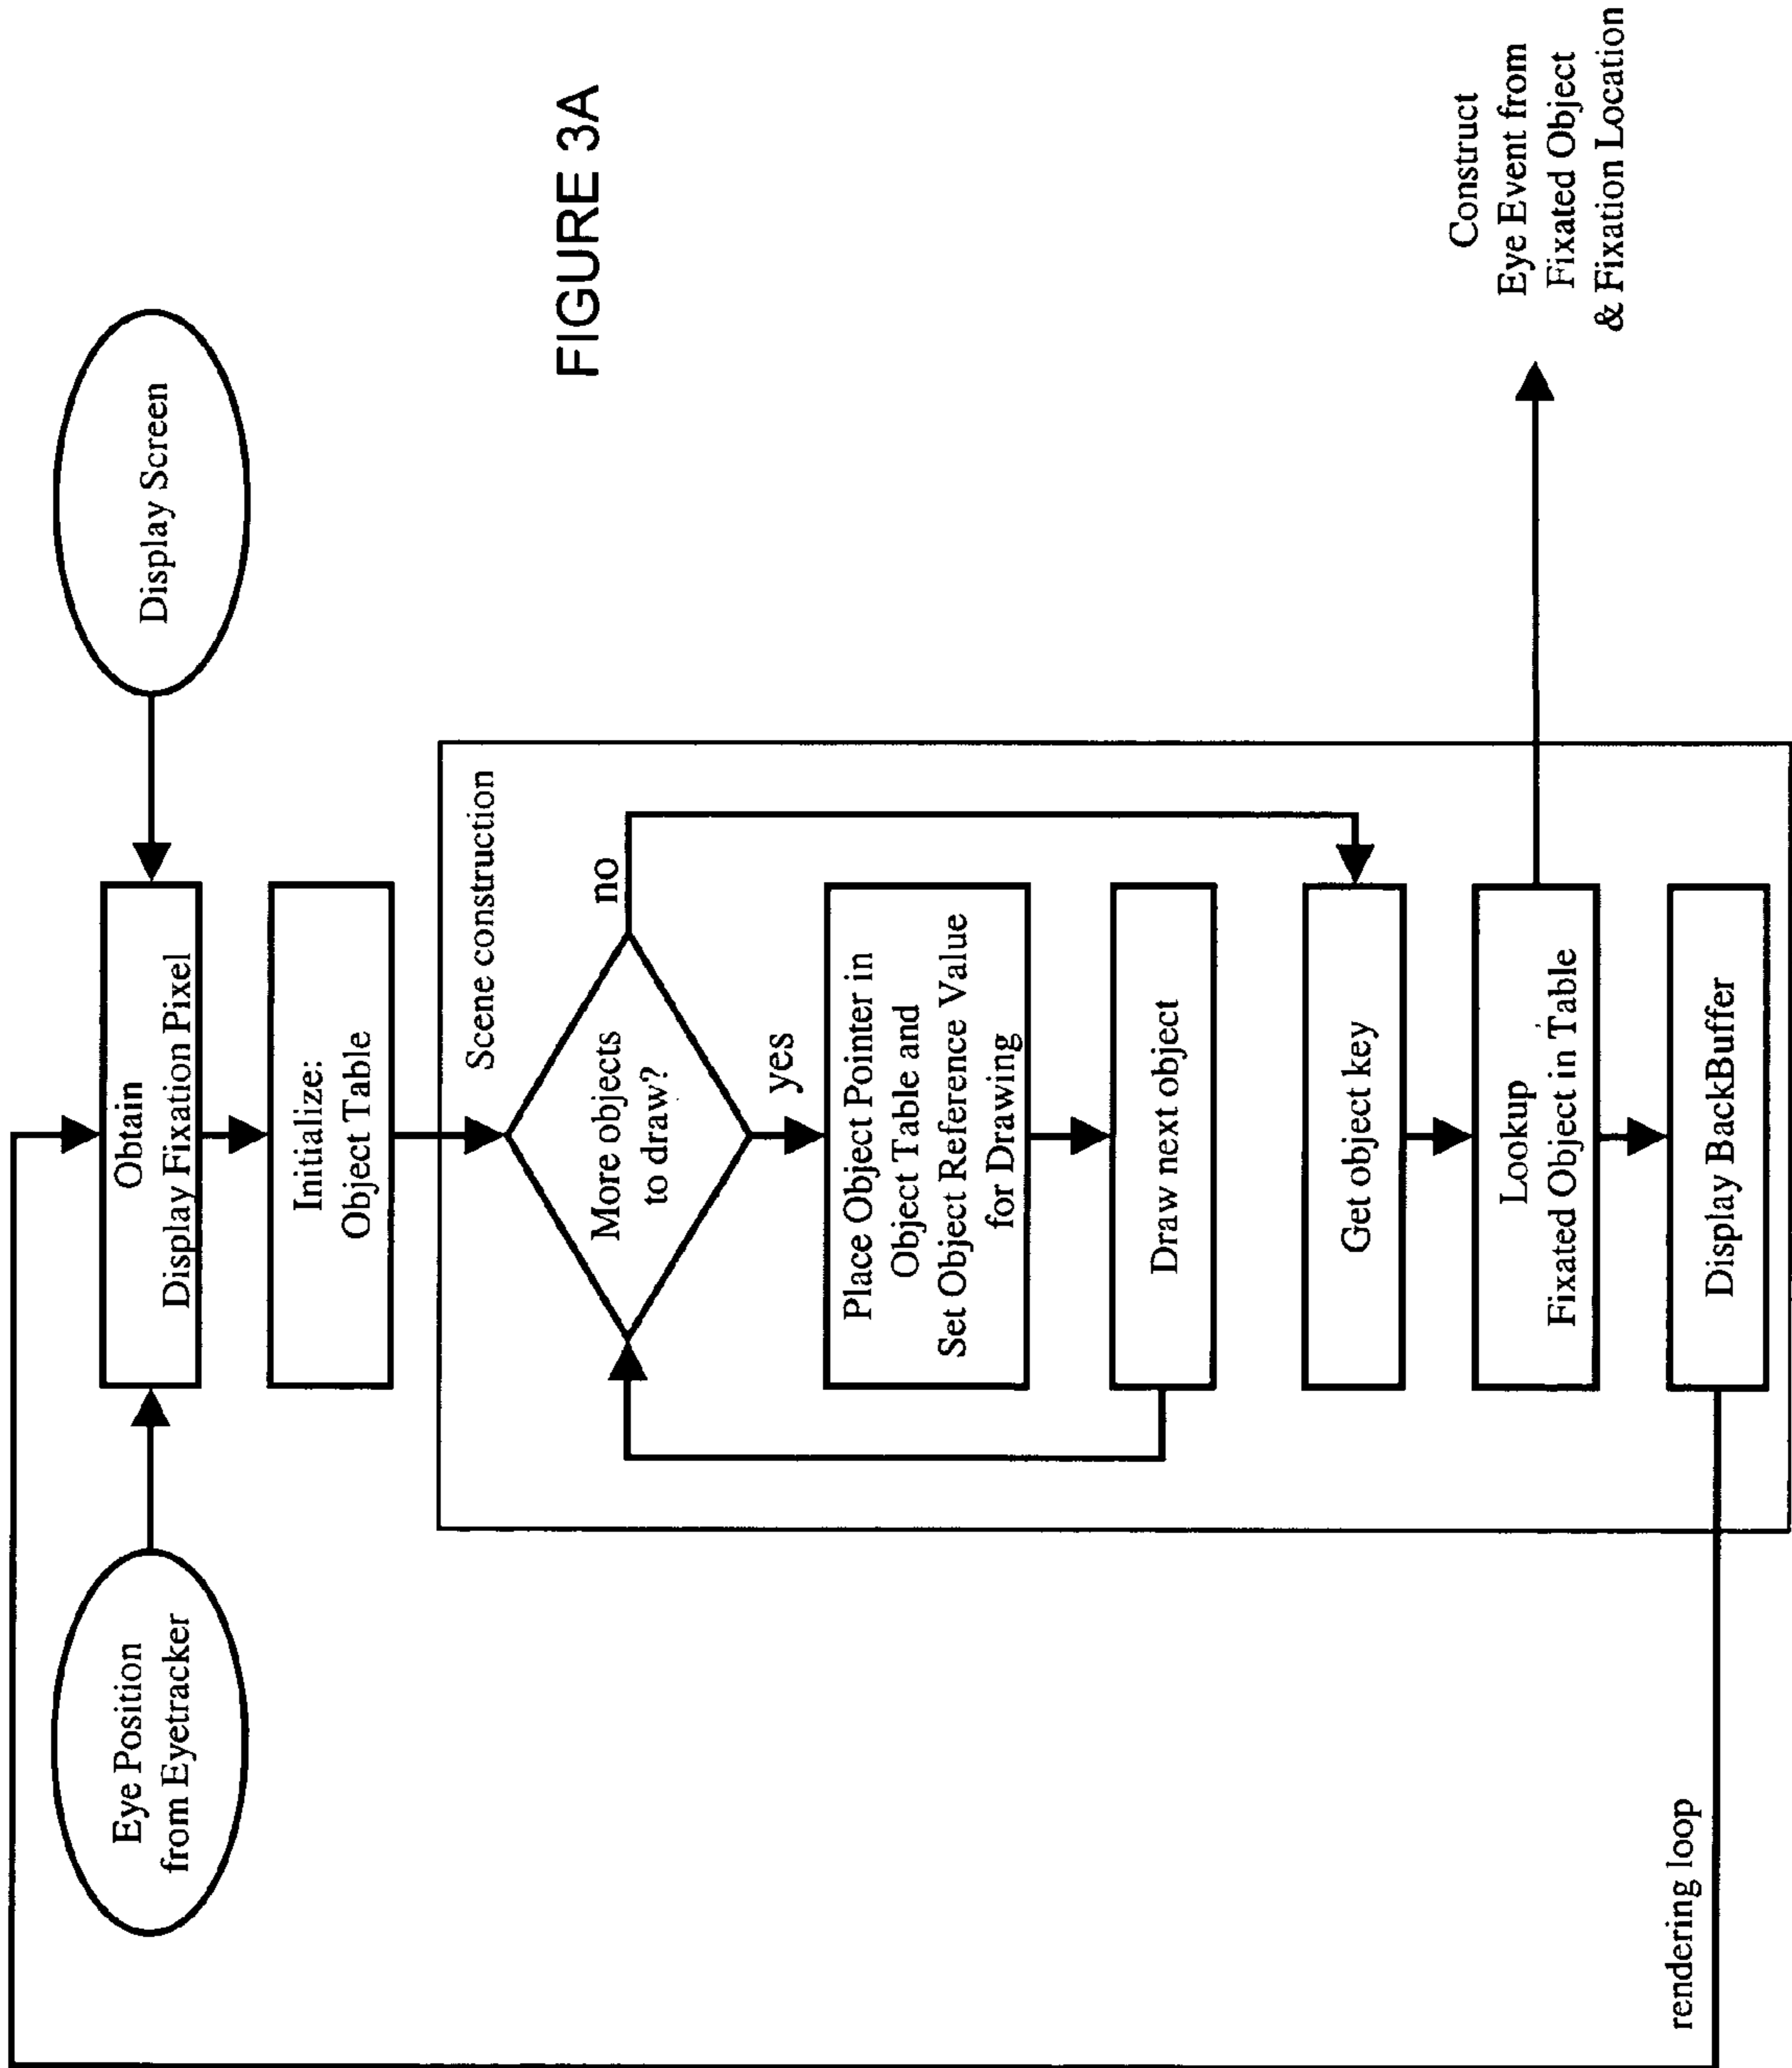 Eye Position
from Eyetracker
Display Screen
Obtain
Display Fixation Pixel
Initialize:
Object Table
Scene construction
More objects
to draw?
no
yes
Place Object Pointer in
Object Table and
Set Object Reference Value
for Drawing
Draw next object
Get object key
Lookup
Fixated Object in Table
Display BackBuffer
rendering loop
Construct
Eye Event from
Fixated Object
& Fixation Location
FIGURE 3A